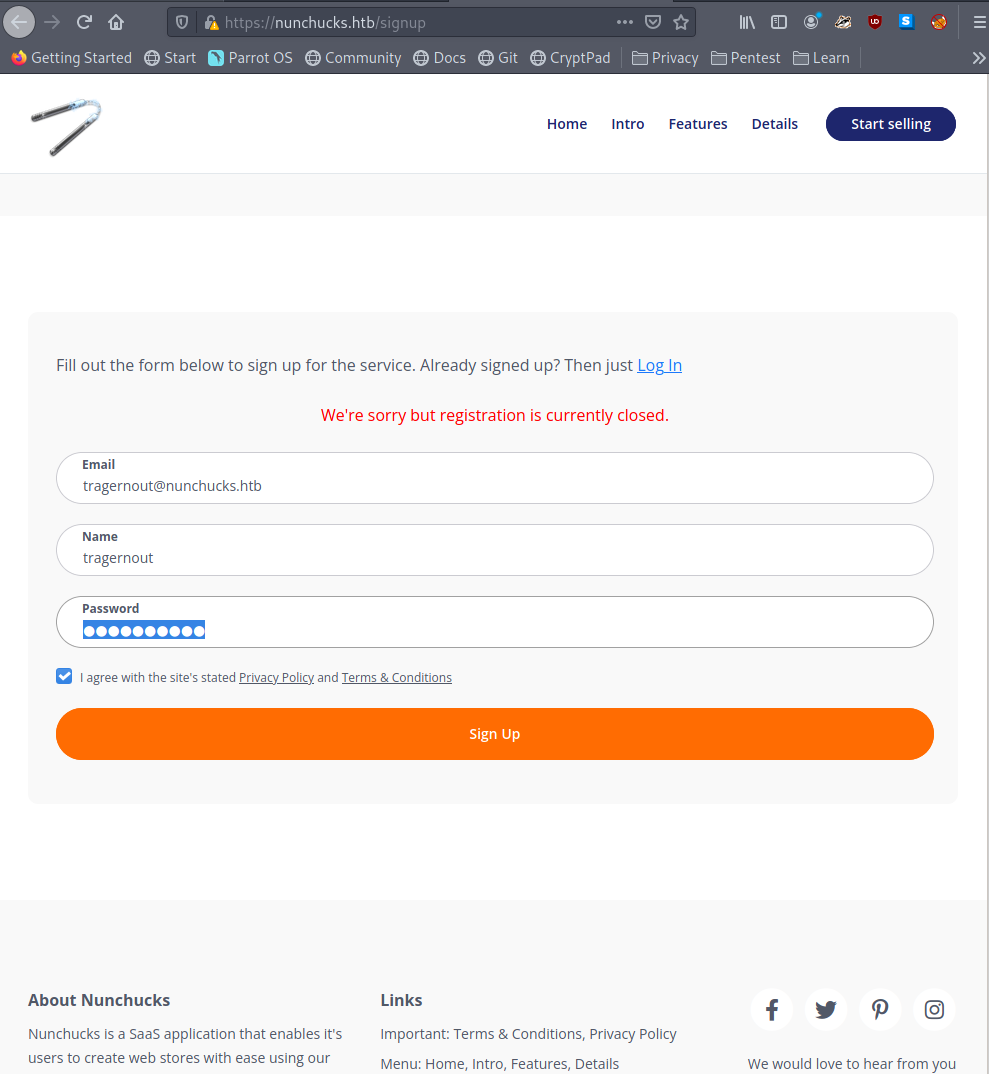 https://nunchucks.htb/signup
Getting Started Start Parrot OS Community Docs Git CryptPad Privacy Pentest Learn
Home Intro Features Details Start selling
Fill out the form below to sign up for the service. Already signed up? Then just Log In
We're sorry but registration is currently closed.
Email
tragernout@nunchucks.htb
Name
tragernout
Password
I agree with the site's stated Privacy Policy and Terms & Conditions
Sign Up
About Nunchucks
Nunchucks is a SaaS application that enables it's
users to create web stores with ease using our
Links
Important: Terms & Conditions, Privacy Policy
Menu: Home, Intro, Features, Details
We would love to hear from you